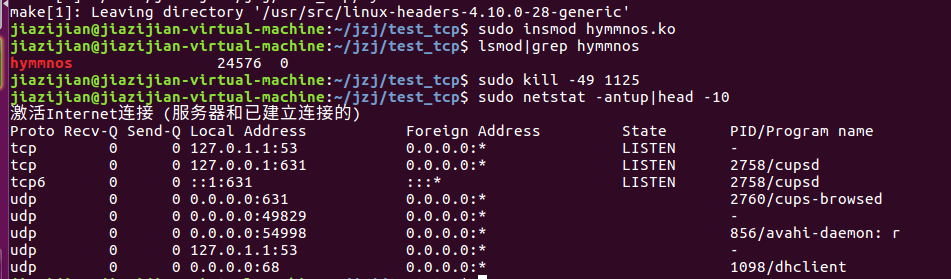 make[1]: Leaving directory '/usr/src/linux-headers-4.10.0-28-generic'
jiazijian@jiazijian-virtual-machine:~/jzj/test_tcp$ sudo insmod hymmnos.ko
jiazijian@jiazijian-virtual-machine:~/jzj/test_tcp$ lsmod|grep hymmnos
hymmnos 24576 0
jiazijian@jiazijian-virtual-machine:~/jzj/test_tcp$ sudo kill -49 1125
jiazijian@jiazijian-virtual-machine:~/jzj/test_tcp$ sudo netstat -antup|head -10
激活Internet连接 (服务器和已建立连接的)
Proto Recv-Q Send-Q Local Address Foreign Address State PID/Program name
tcp 0 0 127.0.1.1:53 0.0.0.0:* LISTEN -
tcp 0 0 127.0.0.1:631 0.0.0.0:* LISTEN 2758/cupsd
tcp6 0 0 ::1:631 :::* LISTEN 2758/cupsd
udp 0 0 0.0.0.0:631 0.0.0.0:* 2760/cups-browsed
udp 0 0 0.0.0.0:49829 0.0.0.0:* -
udp 0 0 0.0.0.0:54998 0.0.0.0:* 856/avahi-daemon: r
udp 0 0 127.0.1.1:53 0.0.0.0:* -
udp 0 0 0.0.0.0:68 0.0.0.0:* 1098/dhclient